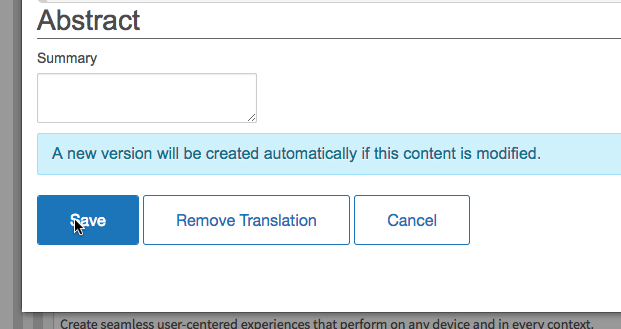 Abstract
Summary
A new version will be created automatically if this content is modified.
Save
Remove Translation
Cancel
Create seamless user-centered experiences that perform on any device and in every context.